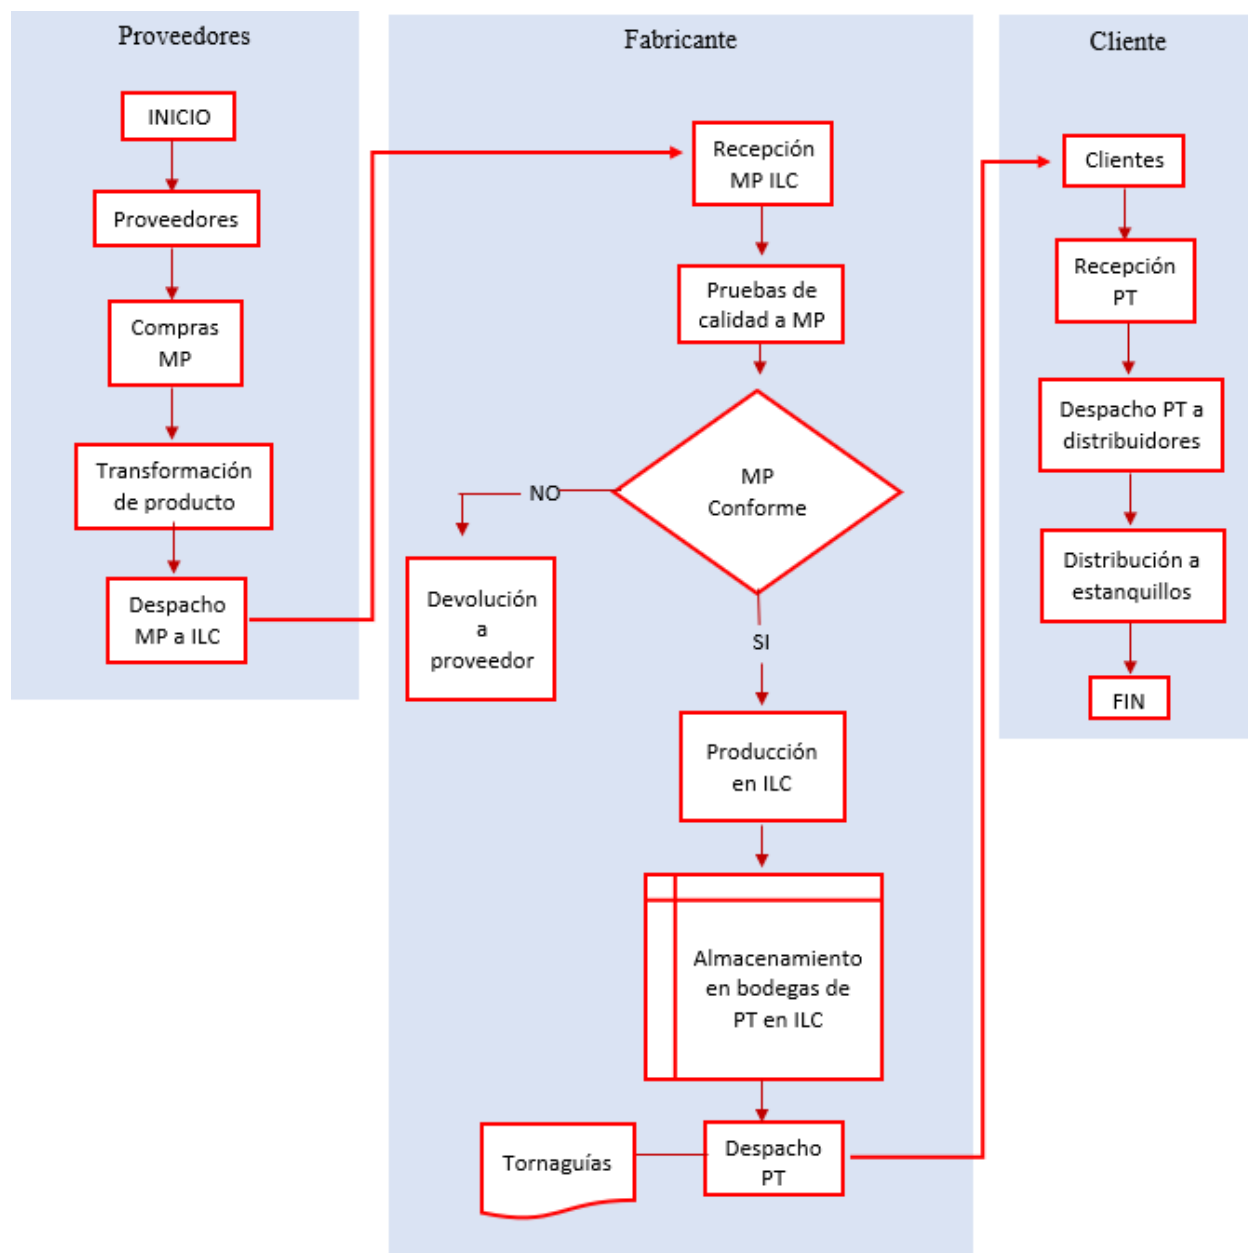 Proveedores
INICIO
Proveedores
Compras
MP
Transformación
de producto
Despacho
MP a ILC
Fabricante
Recepción
MP ILC
Pruebas de
calidad a MP
MP
Conforme
NO
Devolución
a
proveedor
SI
Producción
en ILC
Almacenamiento
en bodegas de
PT en ILC
Tornaguías
Despacho
PT
Cliente
Clientes
Recepción
PT
Despacho PT a
distribuidores
Distribución a
estanquillos
FIN